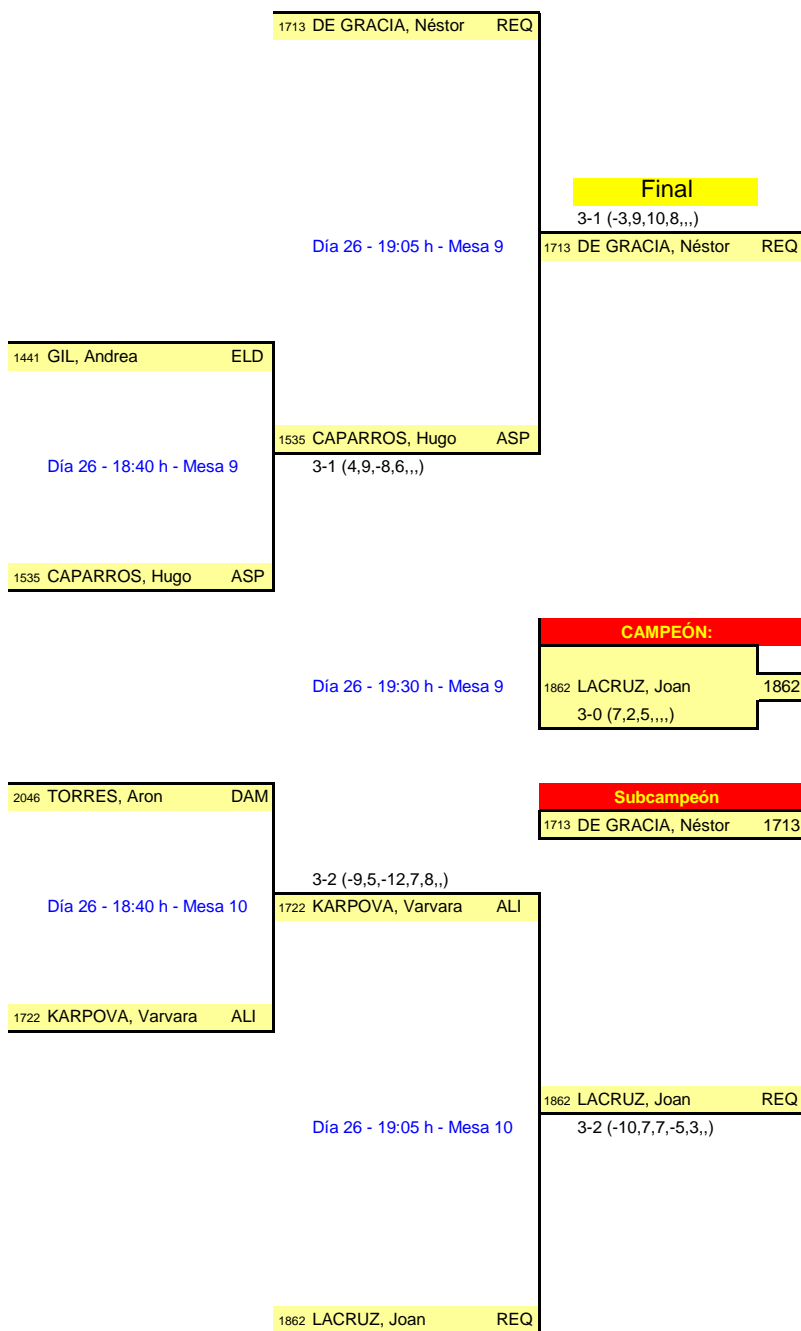 1713 DE GRACIA, Néstor REQ
Final
3-1 (-3,9,10,8,,,)
Día 26 - 19:05 h - Mesa 9
1713 DE GRACIA, Néstor REQ
1441 GIL, Andrea ELD
1535 CAPARROS, Hugo ASP
Día 26 - 18:40 h - Mesa 9
3-1 (4,9,-8,6,,,)
1535 CAPARROS, Hugo ASP
CAMPEÓN:
Día 26 - 19:30 h - Mesa 9
1862 LACRUZ, Joan 1862
3-0 (7,2,5,,,,)
2046 TORRES, Aron DAM
Subcampeón
1713 DE GRACIA, Néstor 1713
3-2 (-9,5,-12,7,8,,)
Día 26 - 18:40 h - Mesa 10
1722 KARPOVA, Varvara ALI
1722 KARPOVA, Varvara ALI
1862 LACRUZ, Joan REQ
Día 26 - 19:05 h - Mesa 10
3-2 (-10,7,7,-5,3,,)
1862 LACRUZ, Joan REQ